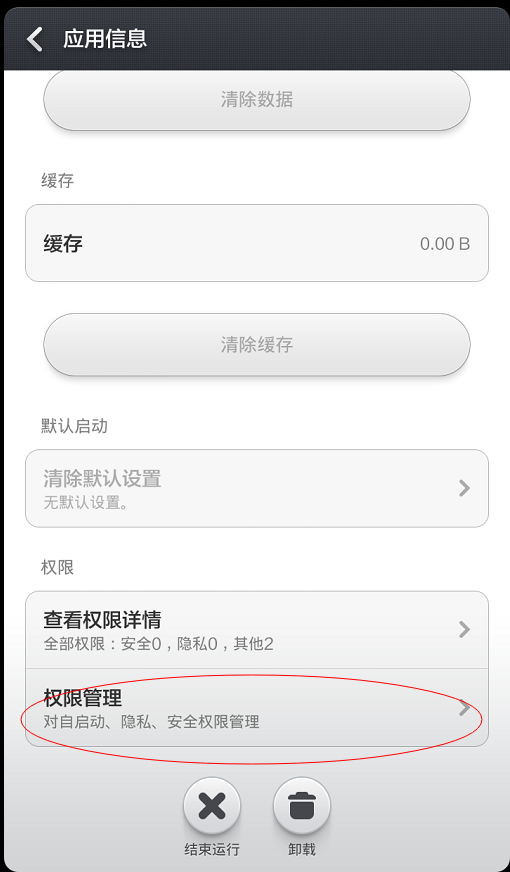 应用信息
清除数据
缓存
缓存 0.00 B
清除缓存
默认启动
清除默认设置
无默认设置。
权限
查看权限详情
全部权限：安全0，隐私0，其他2
权限管理
对自启动、隐私、安全权限管理
结束运行 卸载